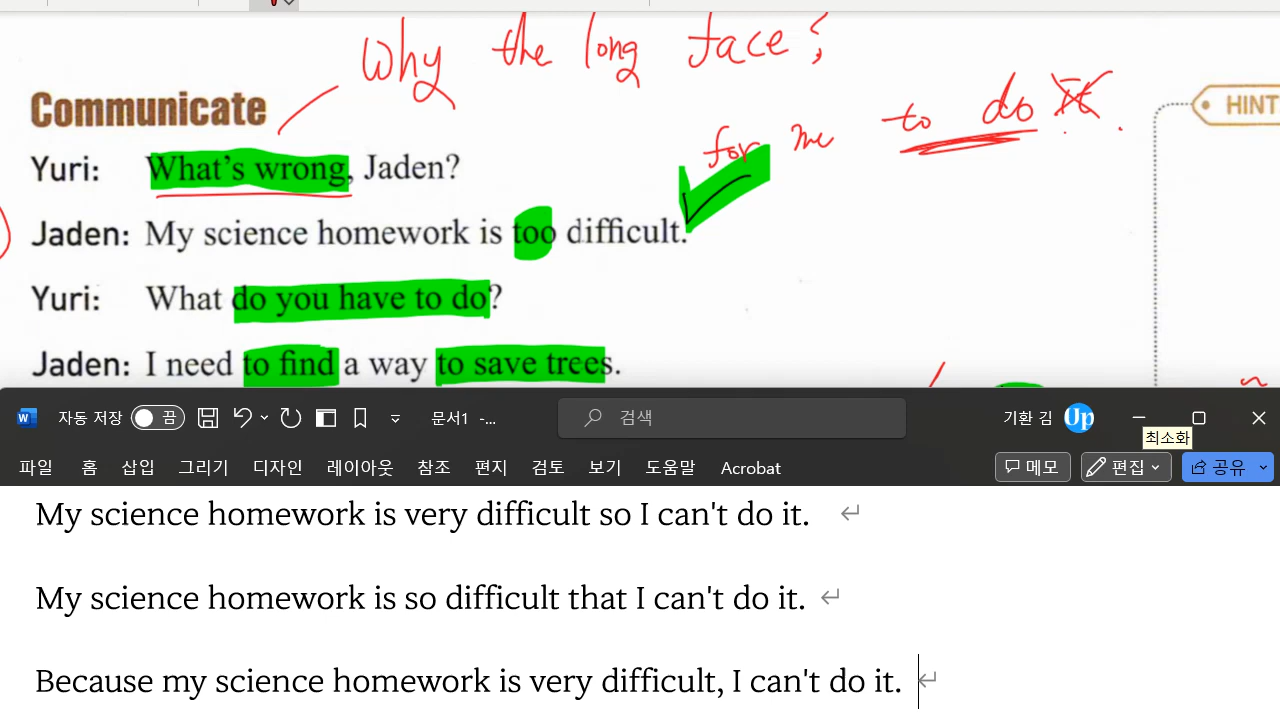 Why the long face?
for me to do it.
HINT
Communicate
Yuri: What's wrong, Jaden?
Jaden: My science homework is too difficult.
Yuri: What do you have to do?
Jaden: I need to find a way to save trees.
자동 저장 끔 문서1 -... 검색 기환 김 Up
최소화
파일 홈 삽입 그리기 디자인 레이아웃 참조 편지 검토 보기 도움말 Acrobat 메모 편집 공유
My science homework is very difficult so I can't do it.
My science homework is so difficult that I can't do it.
Because my science homework is very difficult, I can't do it.